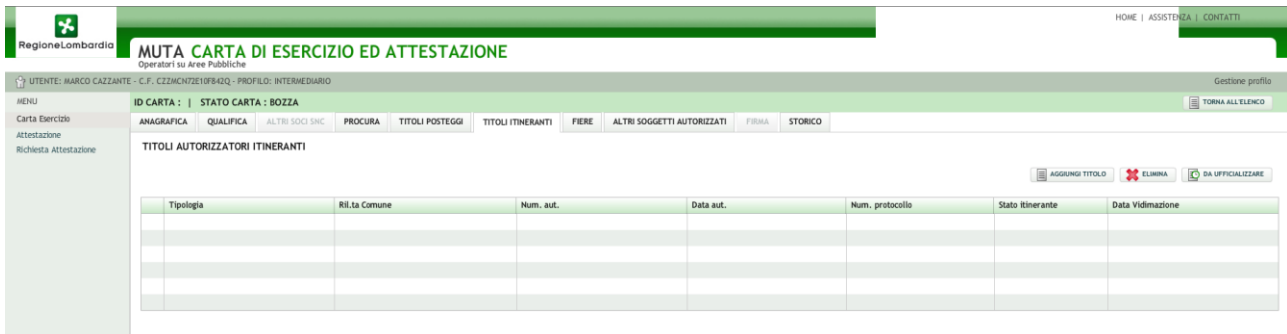 HOME | ASSISTENZA | CONTATTI
RegioneLombardia
MUTA CARTA DI ESERCIZIO ED ATTESTAZIONE
Operatori su Aree Pubbliche
UTENTE: MARCO CAZZANTE - C.F. CZZMCN72E10F842Q - PROFILO: INTERMEDIARIO Gestione profilo
MENU
ID CARTA : | STATO CARTA : BOZZA TORNA ALL'ELENCO
Carta Esercizio
ANAGRAFICA QUALIFICA ALTRI SOCI SNC PROCURA TITOLI POSTEGGI TITOLI ITINERANTI FIERE ALTRI SOGGETTI AUTORIZZATI FIRMA STORICO
Attestazione
Richiesta Attestazione
TITOLI AUTORIZZATORI ITINERANTI
AGGIUNGI TITOLO ELIMINA DA UFFICIALIZZARE
Tipologia Ril.ta Comune Num. aut. Data aut. Num. protocollo Stato itinerante Data Vidimazione